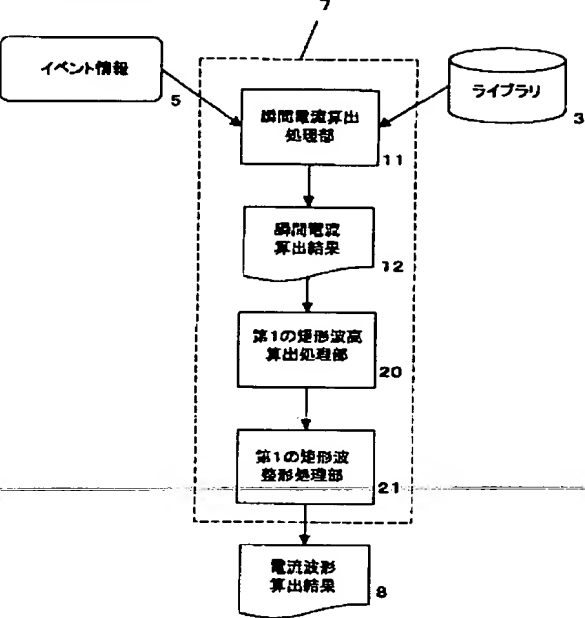 7
イベント情報
5
ライブラリ
3
瞬間電流算出
処理部
11
瞬間電流
算出結果
12
第1の矩形波高
算出処理部
20
第1の矩形波
整形処理部
21
電流波形
算出結果
8